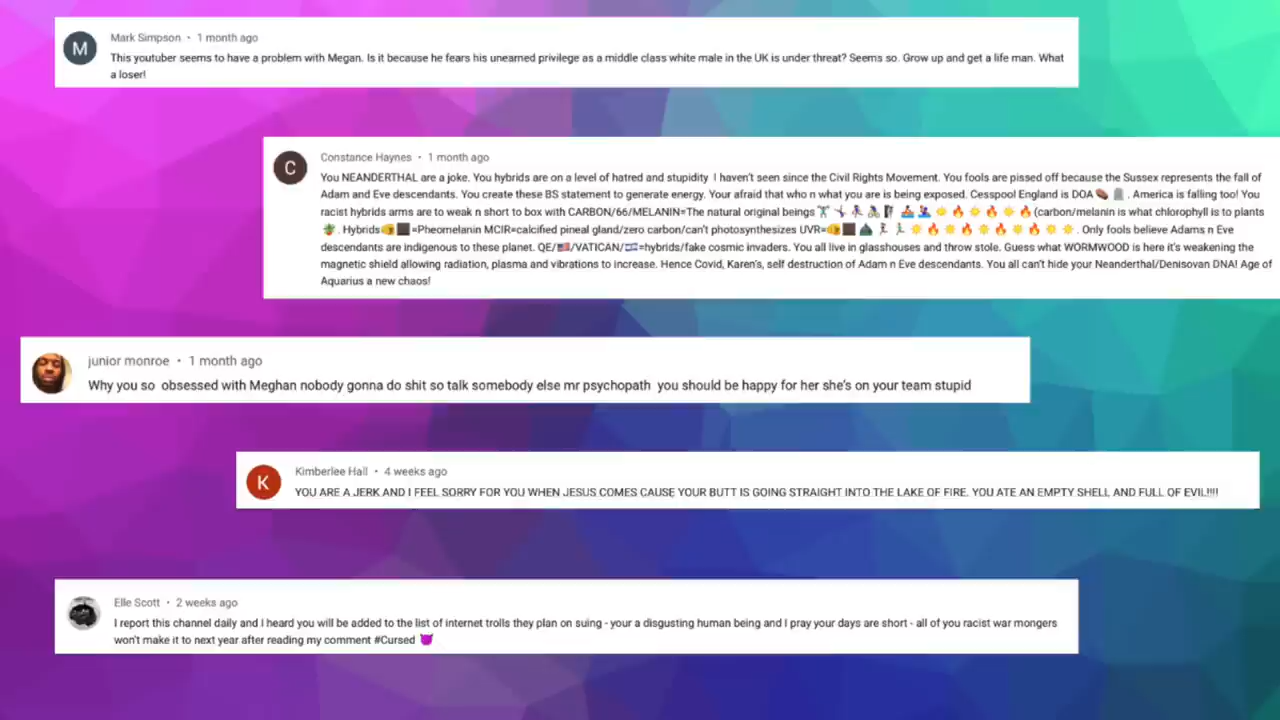 M
Mark Simpson • 1 month ago
This youtuber seems to have a problem with Megan. Is it because he fears his unearned privilege as a middle class white male in the UK is under threat? Seems so. Grow up and get a life man. What
a loser!
C
Constance Haynes • 1 month ago
You NEANDERTHAL are a joke. You hybrids are on a level of hatred and stupidity I haven't seen since the Civil Rights Movement. You fools are pissed off because the Sussex represents the fall of
Adam and Eve descendants. You create these BS statement to generate energy. Your afraid that who n what you are is being exposed. Cesspool England is DOA ⚰️ 🪦 . America is falling too! You
racist hybrids arms are to weak n short to box with CARBON/66/MELANIN=The natural original beings ☀️ 🔥 ☀️ 🔥 ☀️ 🔥 (carbon/melanin is what chlorophyll is to plants
🪴 . Hybrids =Pheomelanin MCIR=calcified pineal gland/zero carbon/can't photosynthesizes UVR= ☀️ 🔥 ☀️ 🔥 ☀️ 🔥 ☀️ 🔥 ☀️ ☀️ . Only fools believe Adams n Eve
descendants are indigenous to these planet. QE/🇺🇸/VATICAN/🇮🇱=hybrids/fake cosmic invaders. You all live in glasshouses and throw stole. Guess what WORMWOOD is here it's weakening the
magnetic shield allowing radiation, plasma and vibrations to increase. Hence Covid, Karen's, self destruction of Adam n Eve descendants. You all can't hide your Neanderthal/Denisovan DNA! Age of
Aquarius a new chaos!
junior monroe • 1 month ago
Why you so obsessed with Meghan nobody gonna do shit so talk somebody else mr psychopath you should be happy for her she's on your team stupid
K
Kimberlee Hall • 4 weeks ago
YOU ARE A JERK AND I FEEL SORRY FOR YOU WHEN JESUS COMES CAUSE YOUR BUTT IS GOING STRAIGHT INTO THE LAKE OF FIRE. YOU ATE AN EMPTY SHELL AND FULL OF EVIL!!!!
Elle Scott • 2 weeks ago
I report this channel daily and I heard you will be added to the list of internet trolls they plan on suing - your a disgusting human being and I pray your days are short - all of you racist war mongers
won't make it to next year after reading my comment #Cursed 😈